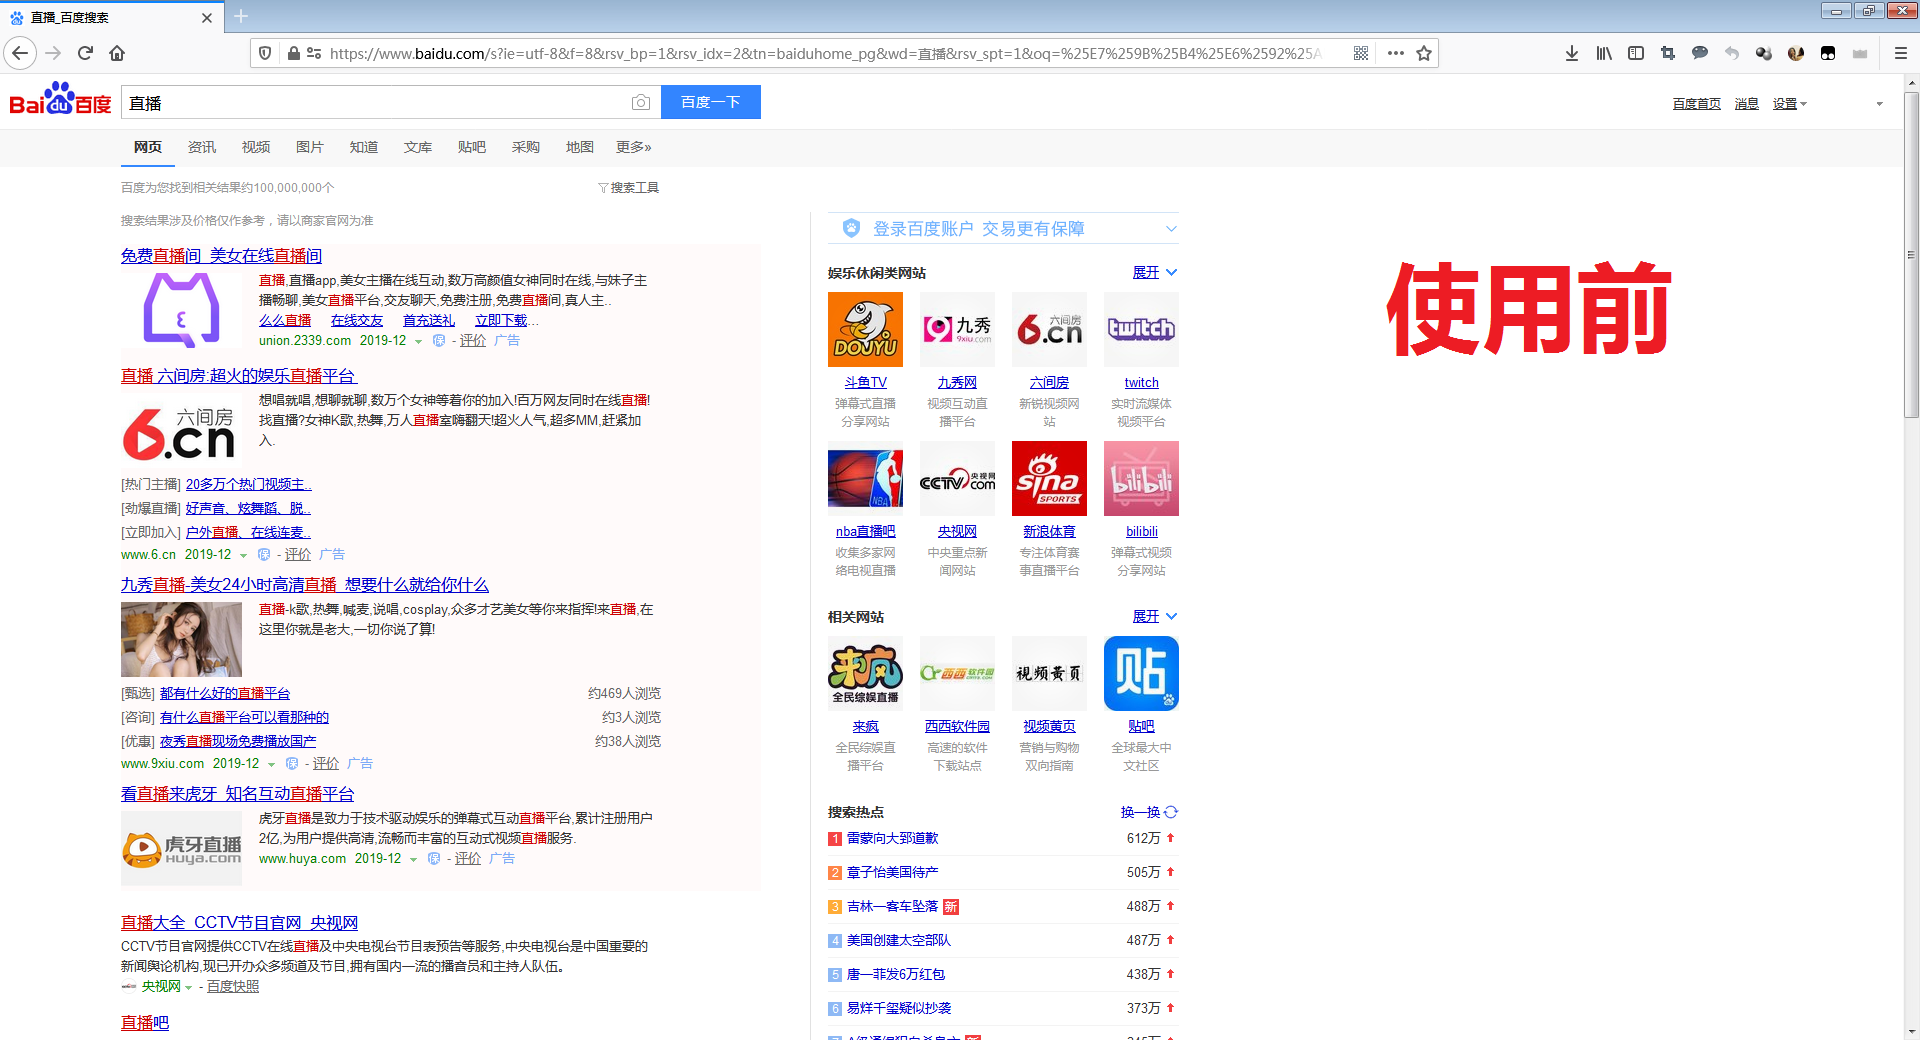 直播_百度搜索
https://www.baidu.com/s?ie=utf-8&f=8&rsv_bp=1&rsv_idx=2&tn=baiduhome_pg&wd=直播&rsv_spt=1&oq=%25E7%259B%25B4%25E6%2592%25A
Bai du 百度
直播
百度一下
百度首页 消息 设置
网页 资讯 视频 图片 知道 文库 贴吧 采购 地图 更多»
百度为您找到相关结果约100,000,000个
搜索工具
搜索结果涉及价格仅作参考，请以商家官网为准
免费直播间_美女在线直播间
直播,直播app,美女主播在线互动,数万高颜值女神同时在线,与妹子主
播畅聊,美女直播平台,交友聊天,免费注册,免费直播间,真人主..
么么直播 在线交友 首充送礼 立即下载...
union.2339.com 2019-12 保 - 评价 广告
直播 六间房:超火的娱乐直播平台
六间房
6.cn
想唱就唱,想聊就聊,数万个女神等着你的加入!百万网友同时在线直播!
找直播?女神K歌,热舞,万人直播室嗨翻天!超火人气,超多MM,赶紧加
入.
[热门主播] 20多万个热门视频主..
[劲爆直播] 好声音、炫舞蹈、脱..
[立即加入] 户外直播、在线连麦..
www.6.cn 2019-12 保 - 评价 广告
九秀直播-美女24小时高清直播_想要什么就给你什么
直播-k歌,热舞,喊麦,说唱,cosplay,众多才艺美女等你来指挥!来直播,在
这里你就是老大,一切你说了算!
[甄选] 都有什么好的直播平台 约469人浏览
[咨询] 有什么直播平台可以看那种的 约3人浏览
[优惠] 夜秀直播现场免费播放国产 约38人浏览
www.9xiu.com 2019-12 保 - 评价 广告
看直播来虎牙_知名互动直播平台
虎牙直播
HUYA.COM
虎牙直播是致力于技术驱动娱乐的弹幕式互动直播平台,累计注册用户
2亿,为用户提供高清,流畅而丰富的互动式视频直播服务.
www.huya.com 2019-12 保 - 评价 广告
直播大全_CCTV节目官网_央视网
CCTV节目官网提供CCTV在线直播及中央电视台节目表预告等服务,中央电视台是中国重要的
新闻舆论机构,现已开办众多频道及节目,拥有国内一流的播音员和主持人队伍。
央视网 - 百度快照
直播吧
登录百度账户 交易更有保障
娱乐休闲类网站 展开
DOUYU
九秀
9xiu.com
六间房
6.cn
twitch
斗鱼TV 九秀网 六间房 twitch
弹幕式直播 视频互动直 新锐视频网 实时流媒体
分享网站 播平台 站 视频平台
NBA
CCTV.com 央视网
sina
SPORTS
bilibili
nba直播吧 央视网 新浪体育 bilibili
收集多家网 中央重点新 专注体育赛 弹幕式视频
络电视直播 闻网站 事直播平台 分享网站
相关网站 展开
来疯
全民综娱直播
西西软件园
视频黄页
贴
来疯 西西软件园 视频黄页 贴吧
全民综娱直 高速的软件 营销与购物 全球最大中
播平台 下载站点 双向指南 文社区
搜索热点 换一换
1 雷蒙向大郅道歉 612万
2 章子怡美国待产 505万
3 吉林一客车坠落 新 488万
4 美国创建太空部队 487万
5 唐一菲发6万红包 438万
6 易烊千玺疑似抄袭 373万
使用前